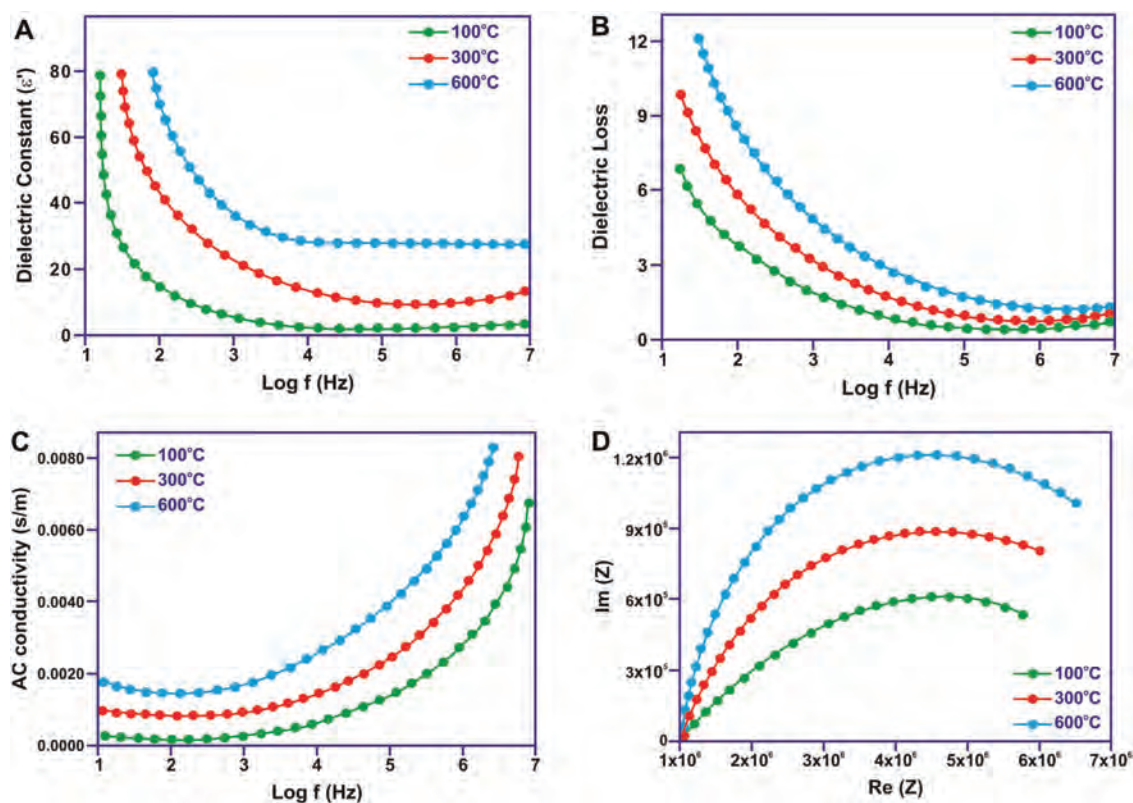 A
100°C
300°C
600°C
Dielectric Constant (ε')
80
60
40
20
0
1 2 3 4 5 6 7
Log f (Hz)
B
100°C
300°C
600°C
Dielectric Loss
12
9
6
3
0
1 2 3 4 5 6 7
Log f (Hz)
C
100°C
300°C
600°C
AC conductivity (s/m)
0.0080
0.0060
0.0040
0.0020
0.0000
1 2 3 4 5 6 7
Log f (Hz)
D
Im (Z)
1.2x10⁶
9x10⁵
6x10⁵
3x10⁵
0
100°C
300°C
600°C
1x10⁶ 2x10⁶ 3x10⁶ 4x10⁶ 5x10⁶ 6x10⁶ 7x10⁶
Re (Z)